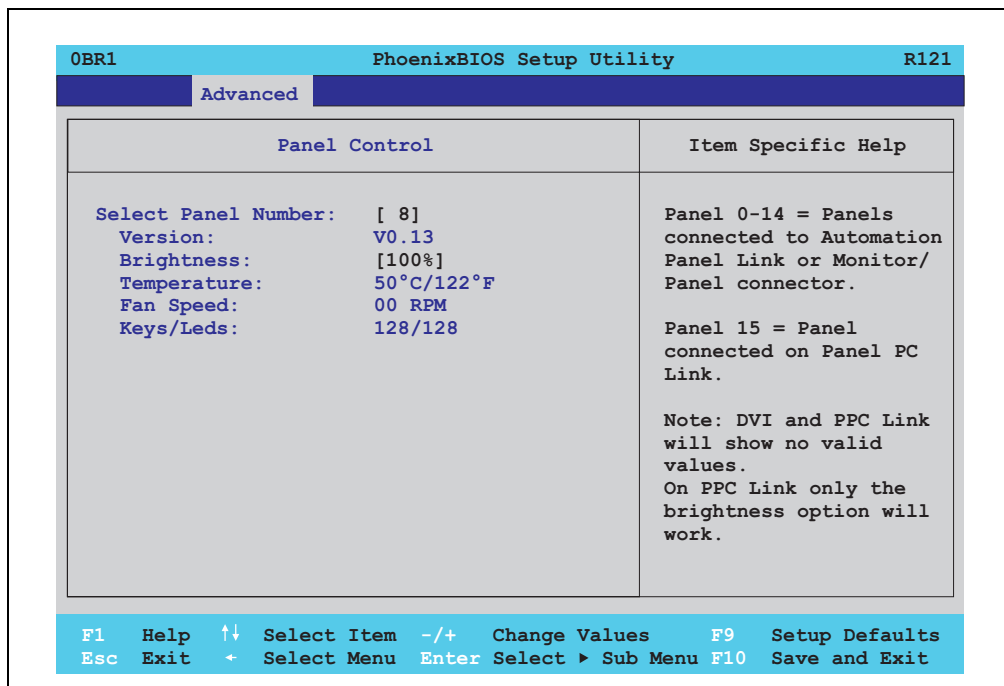 0BR1 PhoenixBIOS Setup Utility R121
Advanced
Panel Control
Select Panel Number: [ 8]
Version: V0.13
Brightness: [100%]
Temperature: 50°C/122°F
Fan Speed: 00 RPM
Keys/Leds: 128/128
Item Specific Help
Panel 0-14 = Panels
connected to Automation
Panel Link or Monitor/
Panel connector.
Panel 15 = Panel
connected on Panel PC
Link.
Note: DVI and PPC Link
will show no valid
values.
On PPC Link only the
brightness option will
work.
F1 Help ↑↓ Select Item -/+ Change Values F9 Setup Defaults
Esc Exit ← Select Menu Enter Select ▶ Sub Menu F10 Save and Exit